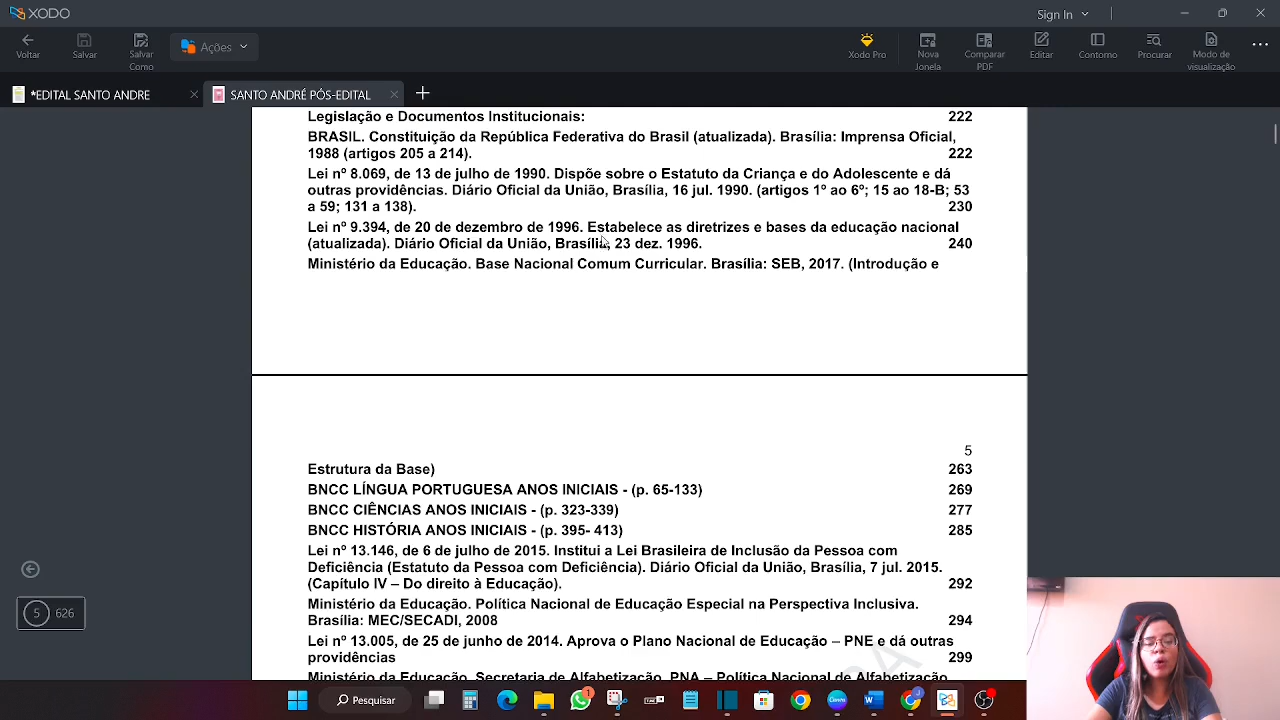 XODO
Sign In
Voltar
Salvar
Salvar Como
Ações
Xodo Pro
Nova Janela
Comparar PDF
Editar
Contorno
Procurar
Modo de visualização
*EDITAL SANTO ANDRE
SANTO ANDRÉ PÓS-EDITAL
Legislação e Documentos Institucionais: 222
BRASIL. Constituição da República Federativa do Brasil (atualizada). Brasília: Imprensa Oficial,
1988 (artigos 205 a 214). 222
Lei nº 8.069, de 13 de julho de 1990. Dispõe sobre o Estatuto da Criança e do Adolescente e dá
outras providências. Diário Oficial da União, Brasília, 16 jul. 1990. (artigos 1º ao 6º; 15 ao 18-B; 53
a 59; 131 a 138). 230
Lei nº 9.394, de 20 de dezembro de 1996. Estabelece as diretrizes e bases da educação nacional
(atualizada). Diário Oficial da União, Brasília, 23 dez. 1996. 240
Ministério da Educação. Base Nacional Comum Curricular. Brasília: SEB, 2017. (Introdução e
5
Estrutura da Base) 263
BNCC LÍNGUA PORTUGUESA ANOS INICIAIS - (p. 65-133) 269
BNCC CIÊNCIAS ANOS INICIAIS - (p. 323-339) 277
BNCC HISTÓRIA ANOS INICIAIS - (p. 395- 413) 285
Lei nº 13.146, de 6 de julho de 2015. Institui a Lei Brasileira de Inclusão da Pessoa com
Deficiência (Estatuto da Pessoa com Deficiência). Diário Oficial da União, Brasília, 7 jul. 2015.
(Capítulo IV – Do direito à Educação). 292
Ministério da Educação. Política Nacional de Educação Especial na Perspectiva Inclusiva.
Brasília: MEC/SECADI, 2008 294
Lei nº 13.005, de 25 de junho de 2014. Aprova o Plano Nacional de Educação – PNE e dá outras
providências 299
Ministério da Educação. Secretaria de Alfabetização. PNA – Política Nacional de Alfabetização
5 626
Pesquisar